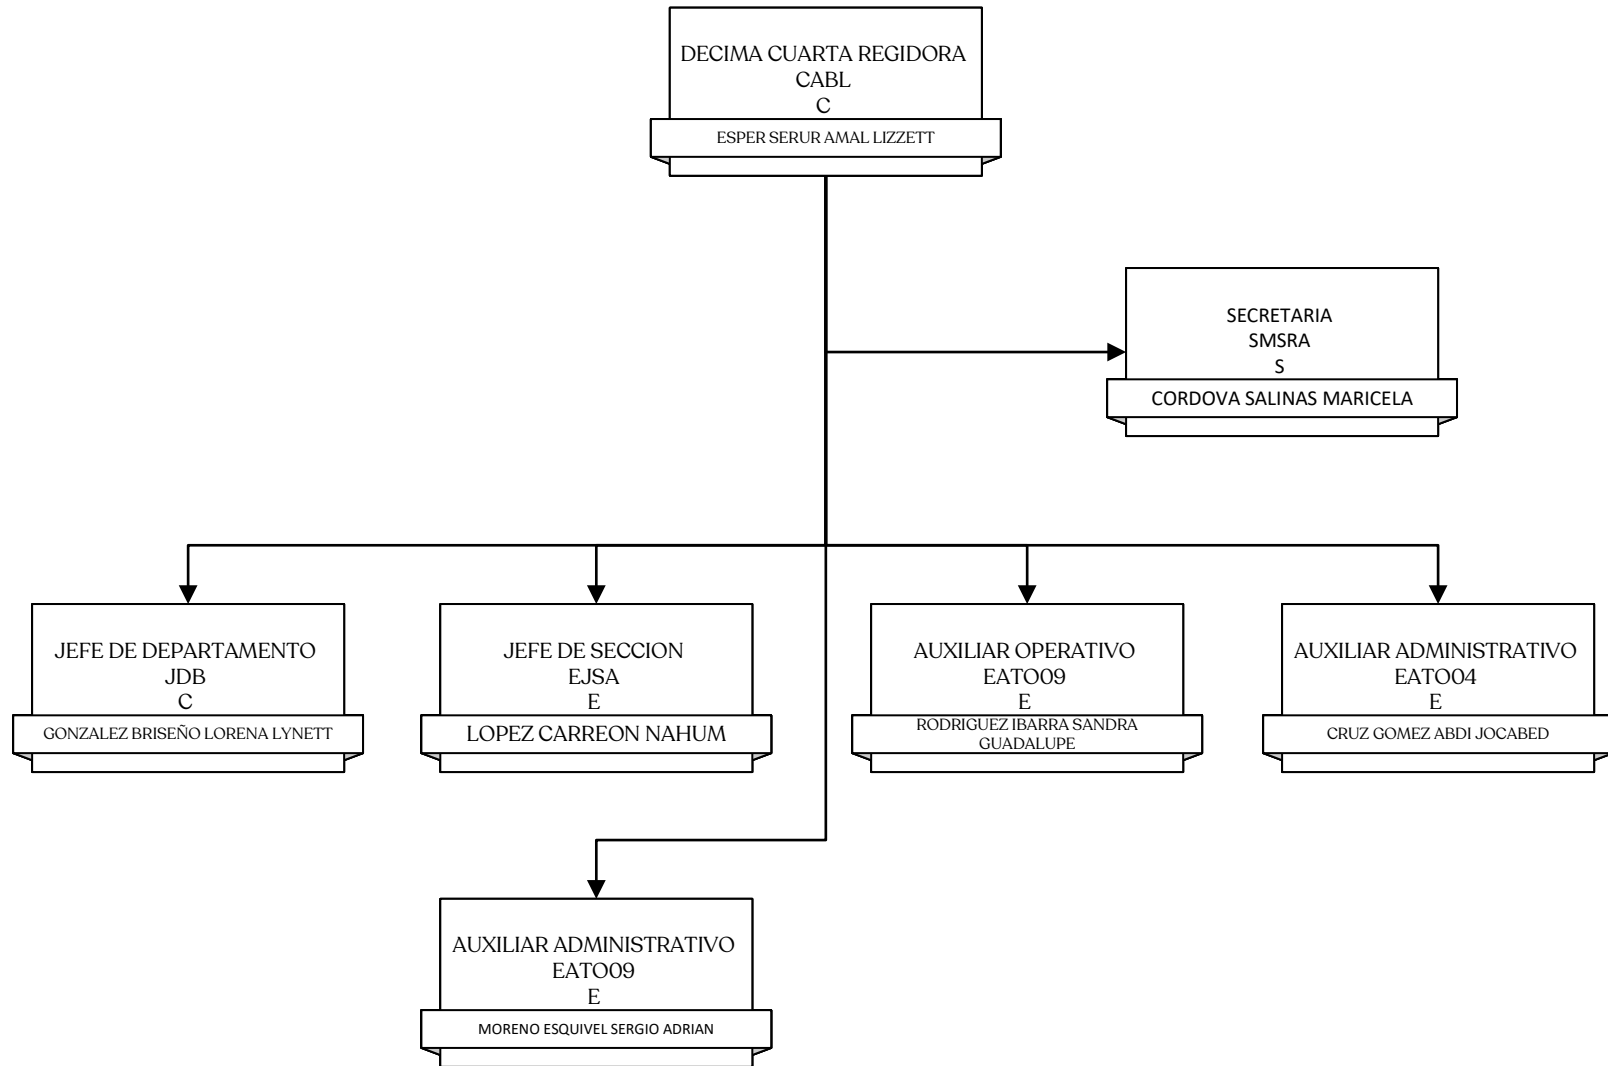 DECIMA CUARTA REGIDORA
CABL
C
ESPER SERUR AMAL LIZZETT
SECRETARIA
SMSRA
S
CORDOVA SALINAS MARICELA
JEFE DE DEPARTAMENTO
JDB
C
GONZALEZ BRISEÑO LORENA LYNETT
JEFE DE SECCION
EJSA
E
LOPEZ CARREON NAHUM
AUXILIAR OPERATIVO
EATO09
E
RODRIGUEZ IBARRA SANDRA
GUADALUPE
AUXILIAR ADMINISTRATIVO
EATO04
E
CRUZ GOMEZ ABDI JOCABED
AUXILIAR ADMINISTRATIVO
EATO09
E
MORENO ESQUIVEL SERGIO ADRIAN